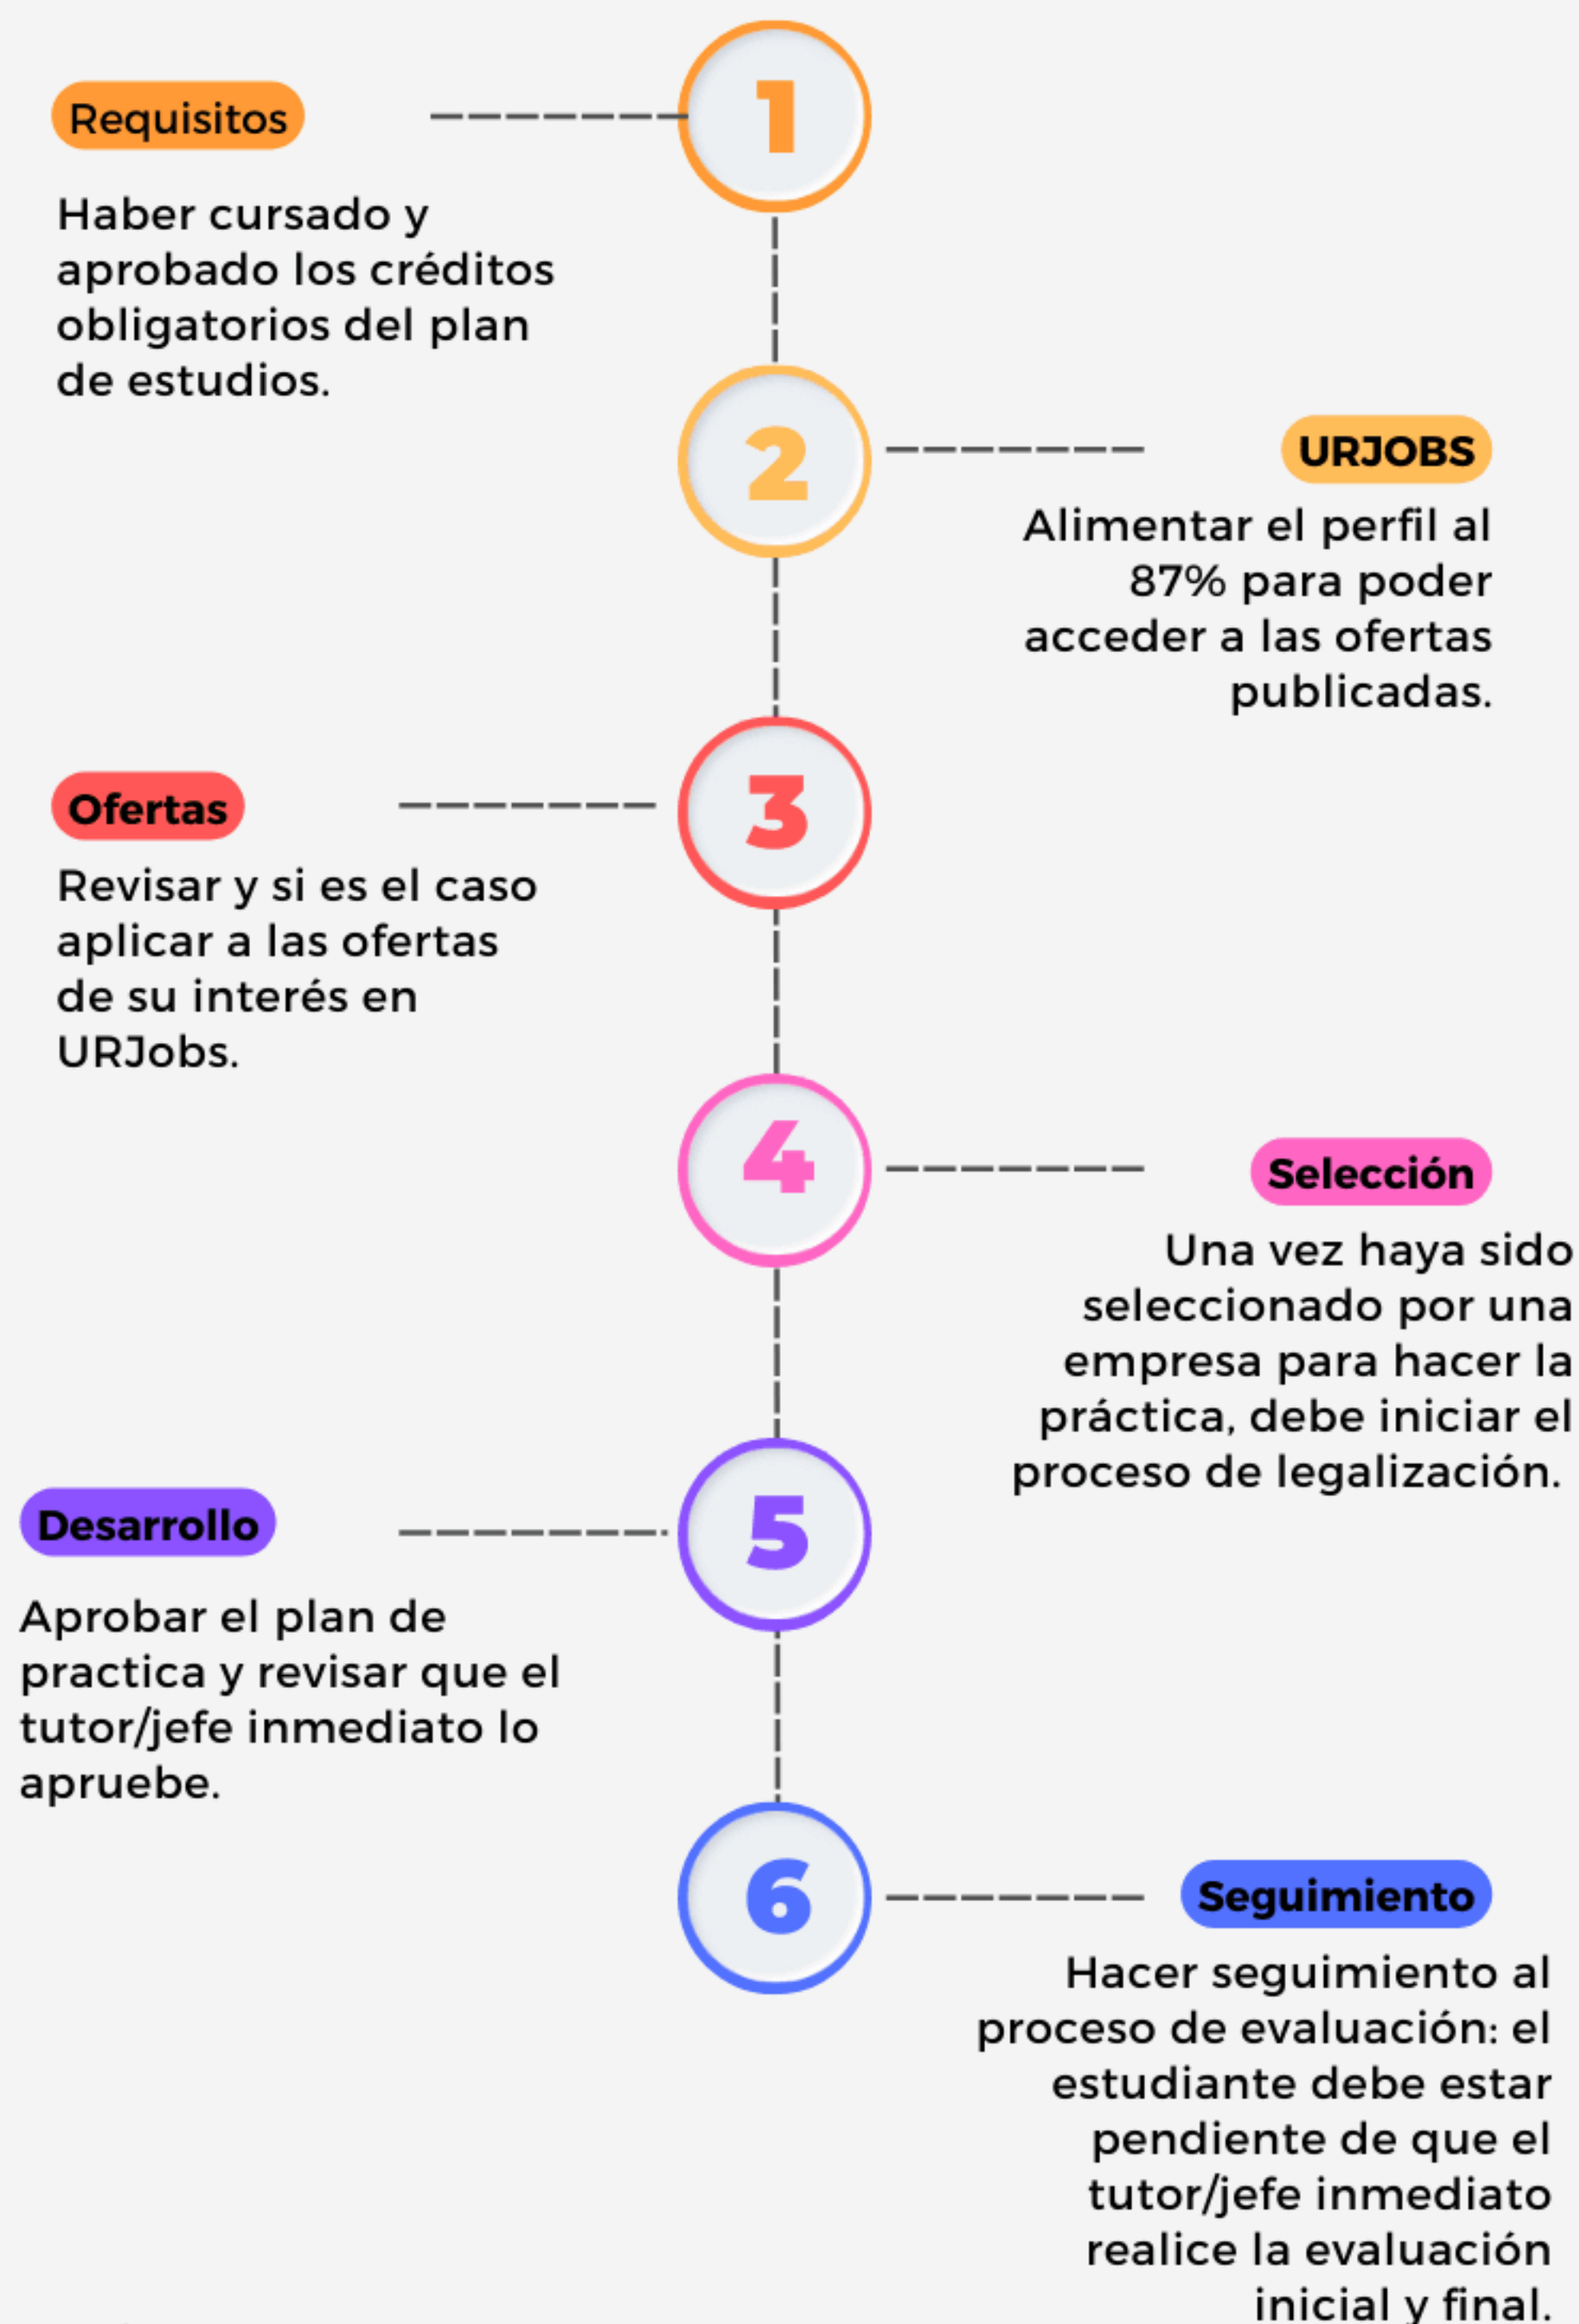 1
Requisitos
Haber cursado y
aprobado los créditos
obligatorios del plan
de estudios.
2
URJOBS
Alimentar el perfil al
87% para poder
acceder a las ofertas
publicadas.
3
Ofertas
Revisar y si es el caso
aplicar a las ofertas
de su interés en
URJobs.
4
Selección
Una vez haya sido
seleccionado por una
empresa para hacer la
práctica, debe iniciar el
proceso de legalización.
5
Desarrollo
Aprobar el plan de
practica y revisar que el
tutor/jefe inmediato lo
apruebe.
6
Seguimiento
Hacer seguimiento al
proceso de evaluación: el
estudiante debe estar
pendiente de que el
tutor/jefe inmediato
realice la evaluación
inicial y final.